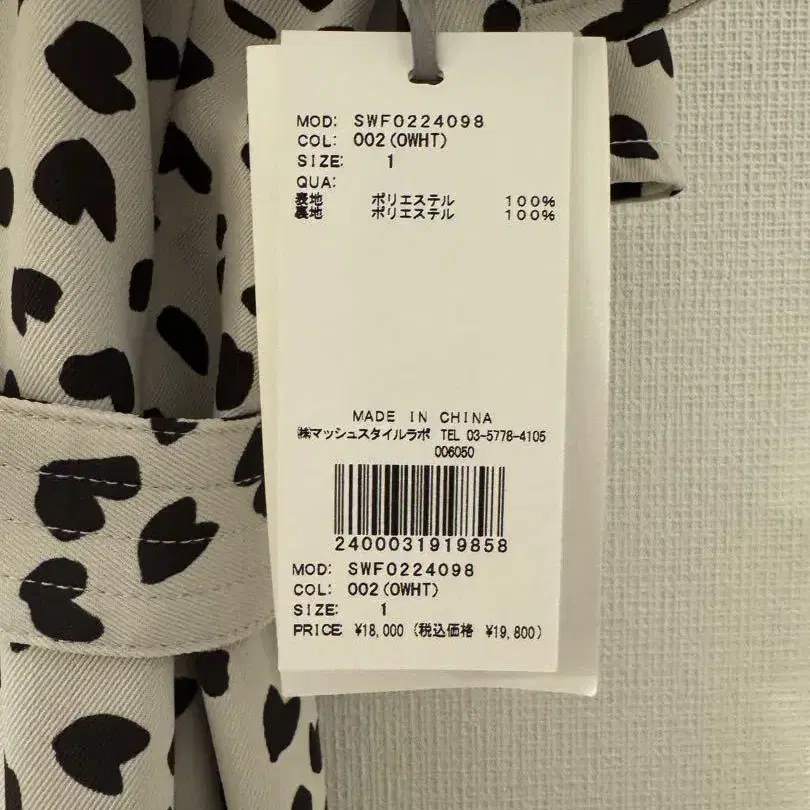 MOD: SWF0224098
COL: 002(OWHT)
SIZE: 1
QUA:
表地 ポリエステル 100%
裏地 ポリエステル 100%
MADE IN CHINA
㈱マッシュスタイルラボ TEL 03-5778-4105
006050
2400031919858
MOD: SWF0224098
COL: 002(OWHT)
SIZE: 1
PRICE: ¥18,000 (税込価格 ¥19,800)